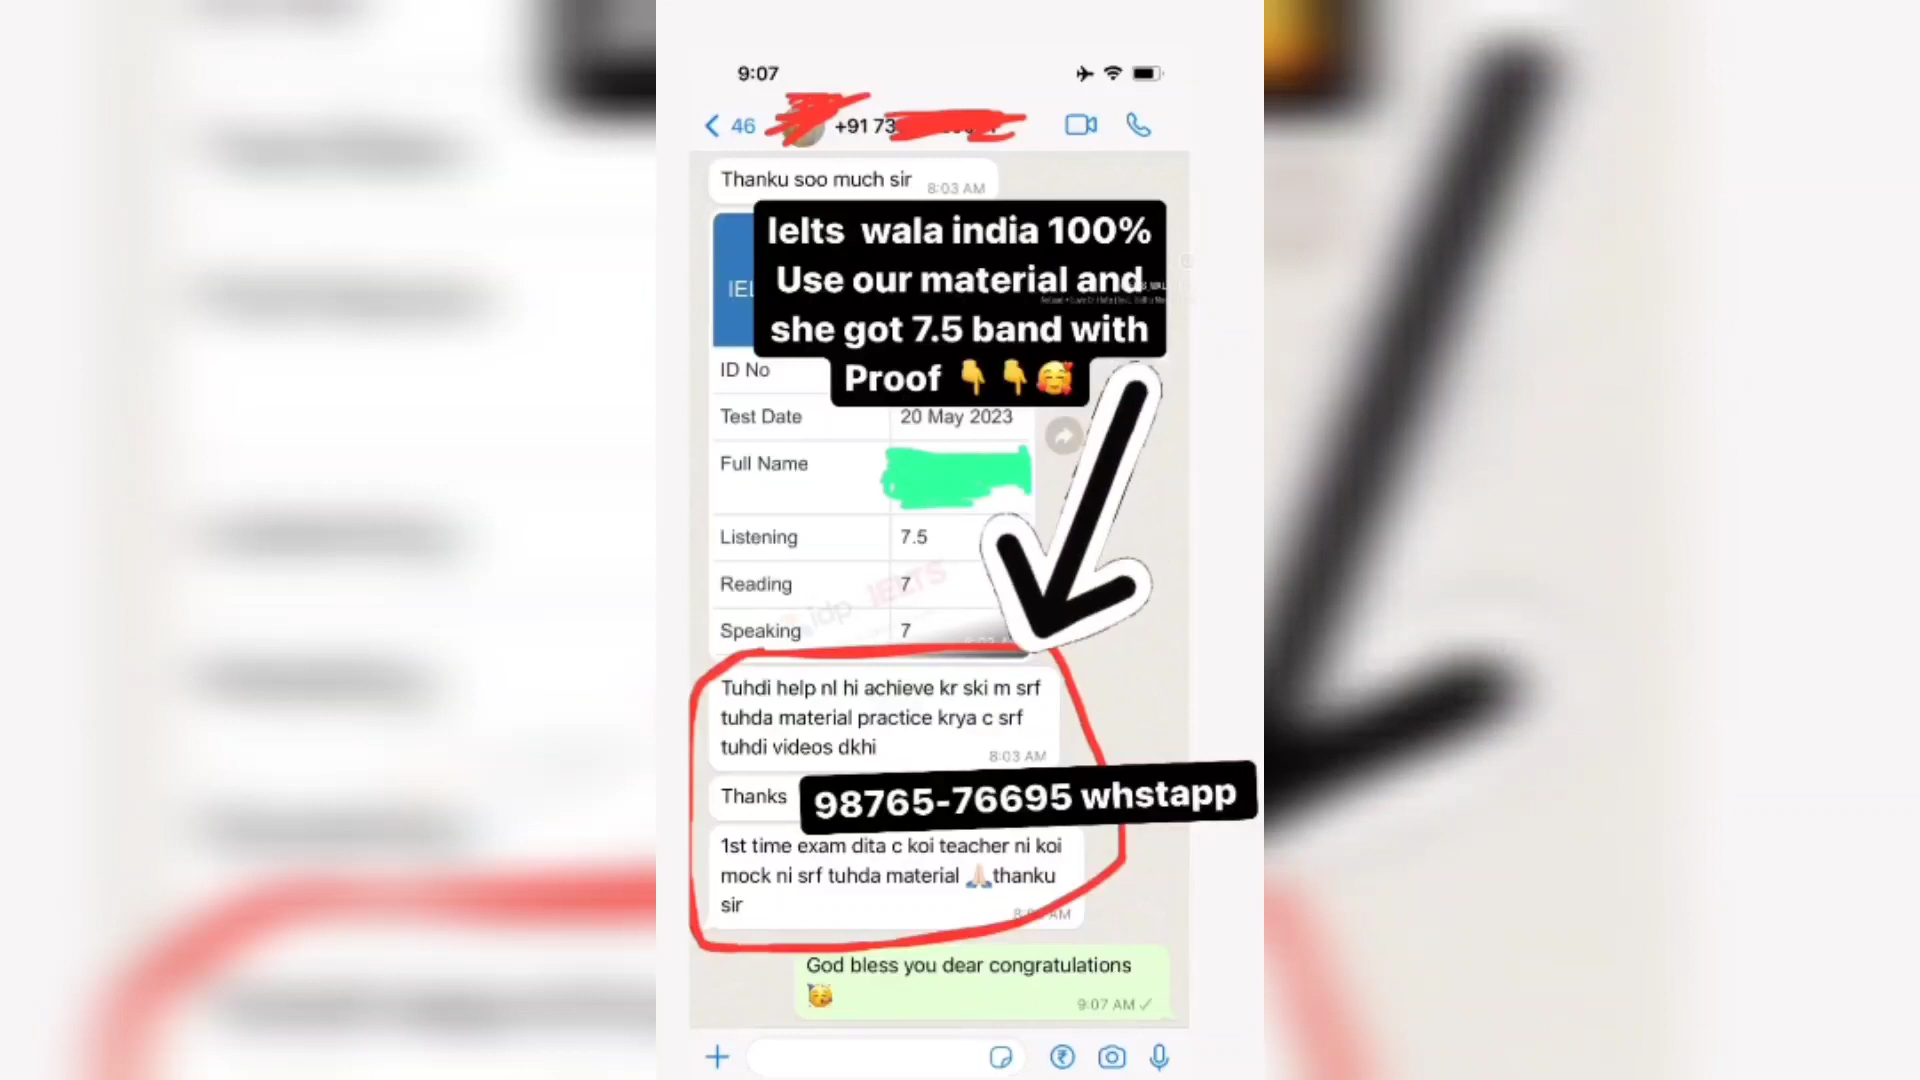 9:07
46
+91 73
Thanku soo much sir
8:03 AM
Ielts wala india 100%
Use our material and
she got 7.5 band with
Proof 👇👇🥰
IEL
ID No
Test Date 20 May 2023
Full Name
Listening 7.5
Reading 7
Speaking 7
idp IELTS
Tuhdi help nl hi achieve kr ski m srf
tuhda material practice krya c srf
tuhdi videos dkhi
8:03 AM
Thanks
98765-76695 whstapp
1st time exam dita c koi teacher ni koi
mock ni srf tuhda material 🙏🏻thanku
sir
AM
God bless you dear congratulations
🥳
9:07 AM